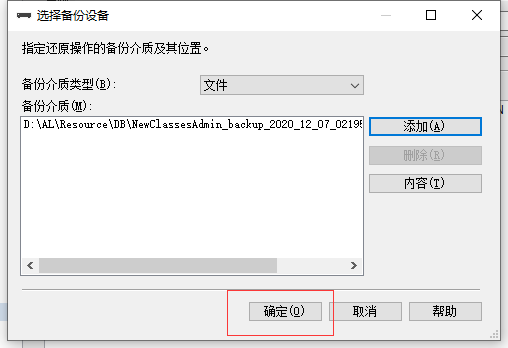 选择备份设备
指定还原操作的备份介质及其位置。
备份介质类型(B):
文件
备份介质(M):
D:\AL\Resource\DB\NewClassesAdmin_backup_2020_12_07_0219
添加(A)
删除(R)
内容(T)
确定(O)
取消
帮助